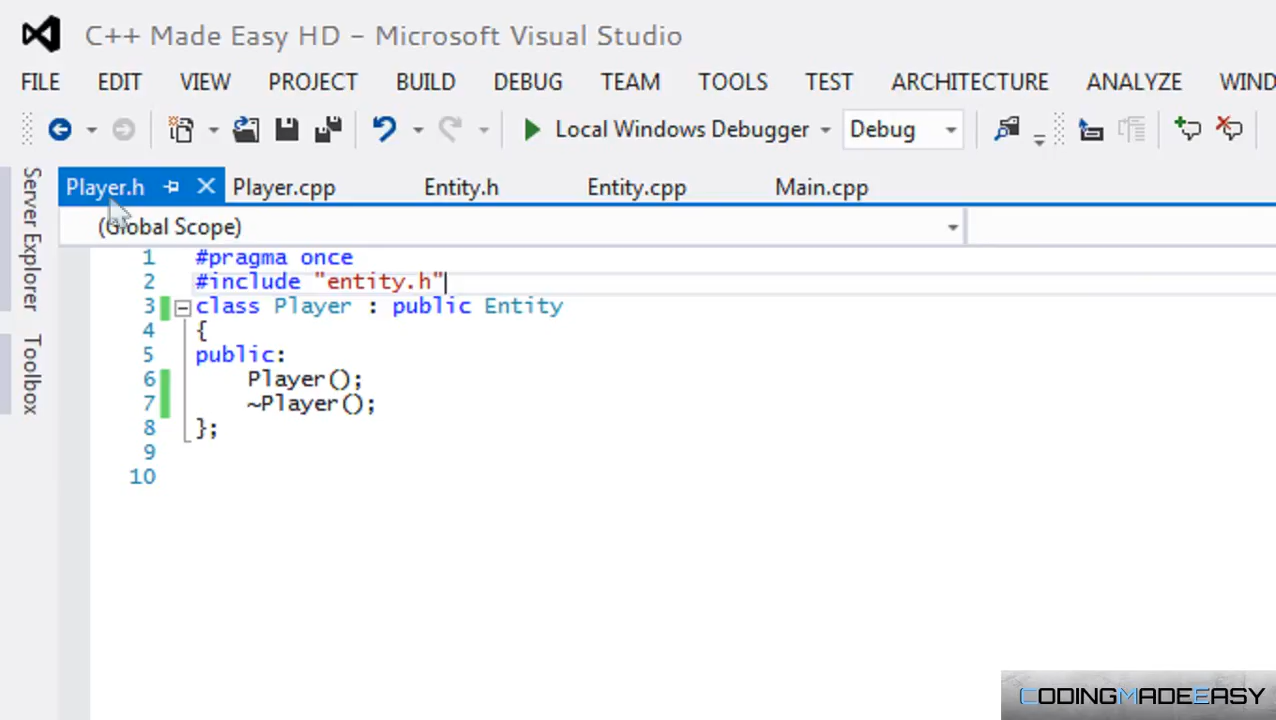 C++ Made Easy HD - Microsoft Visual Studio
FILE EDIT VIEW PROJECT BUILD DEBUG TEAM TOOLS TEST ARCHITECTURE ANALYZE WIND
Local Windows Debugger Debug
Server Explorer
Toolbox
Player.h Player.cpp Entity.h Entity.cpp Main.cpp
(Global Scope)
1 #pragma once
2 #include "entity.h"
3 class Player : public Entity
4 {
5 public:
6 Player();
7 ~Player();
8 };
9
10
CODINGMADEEASY